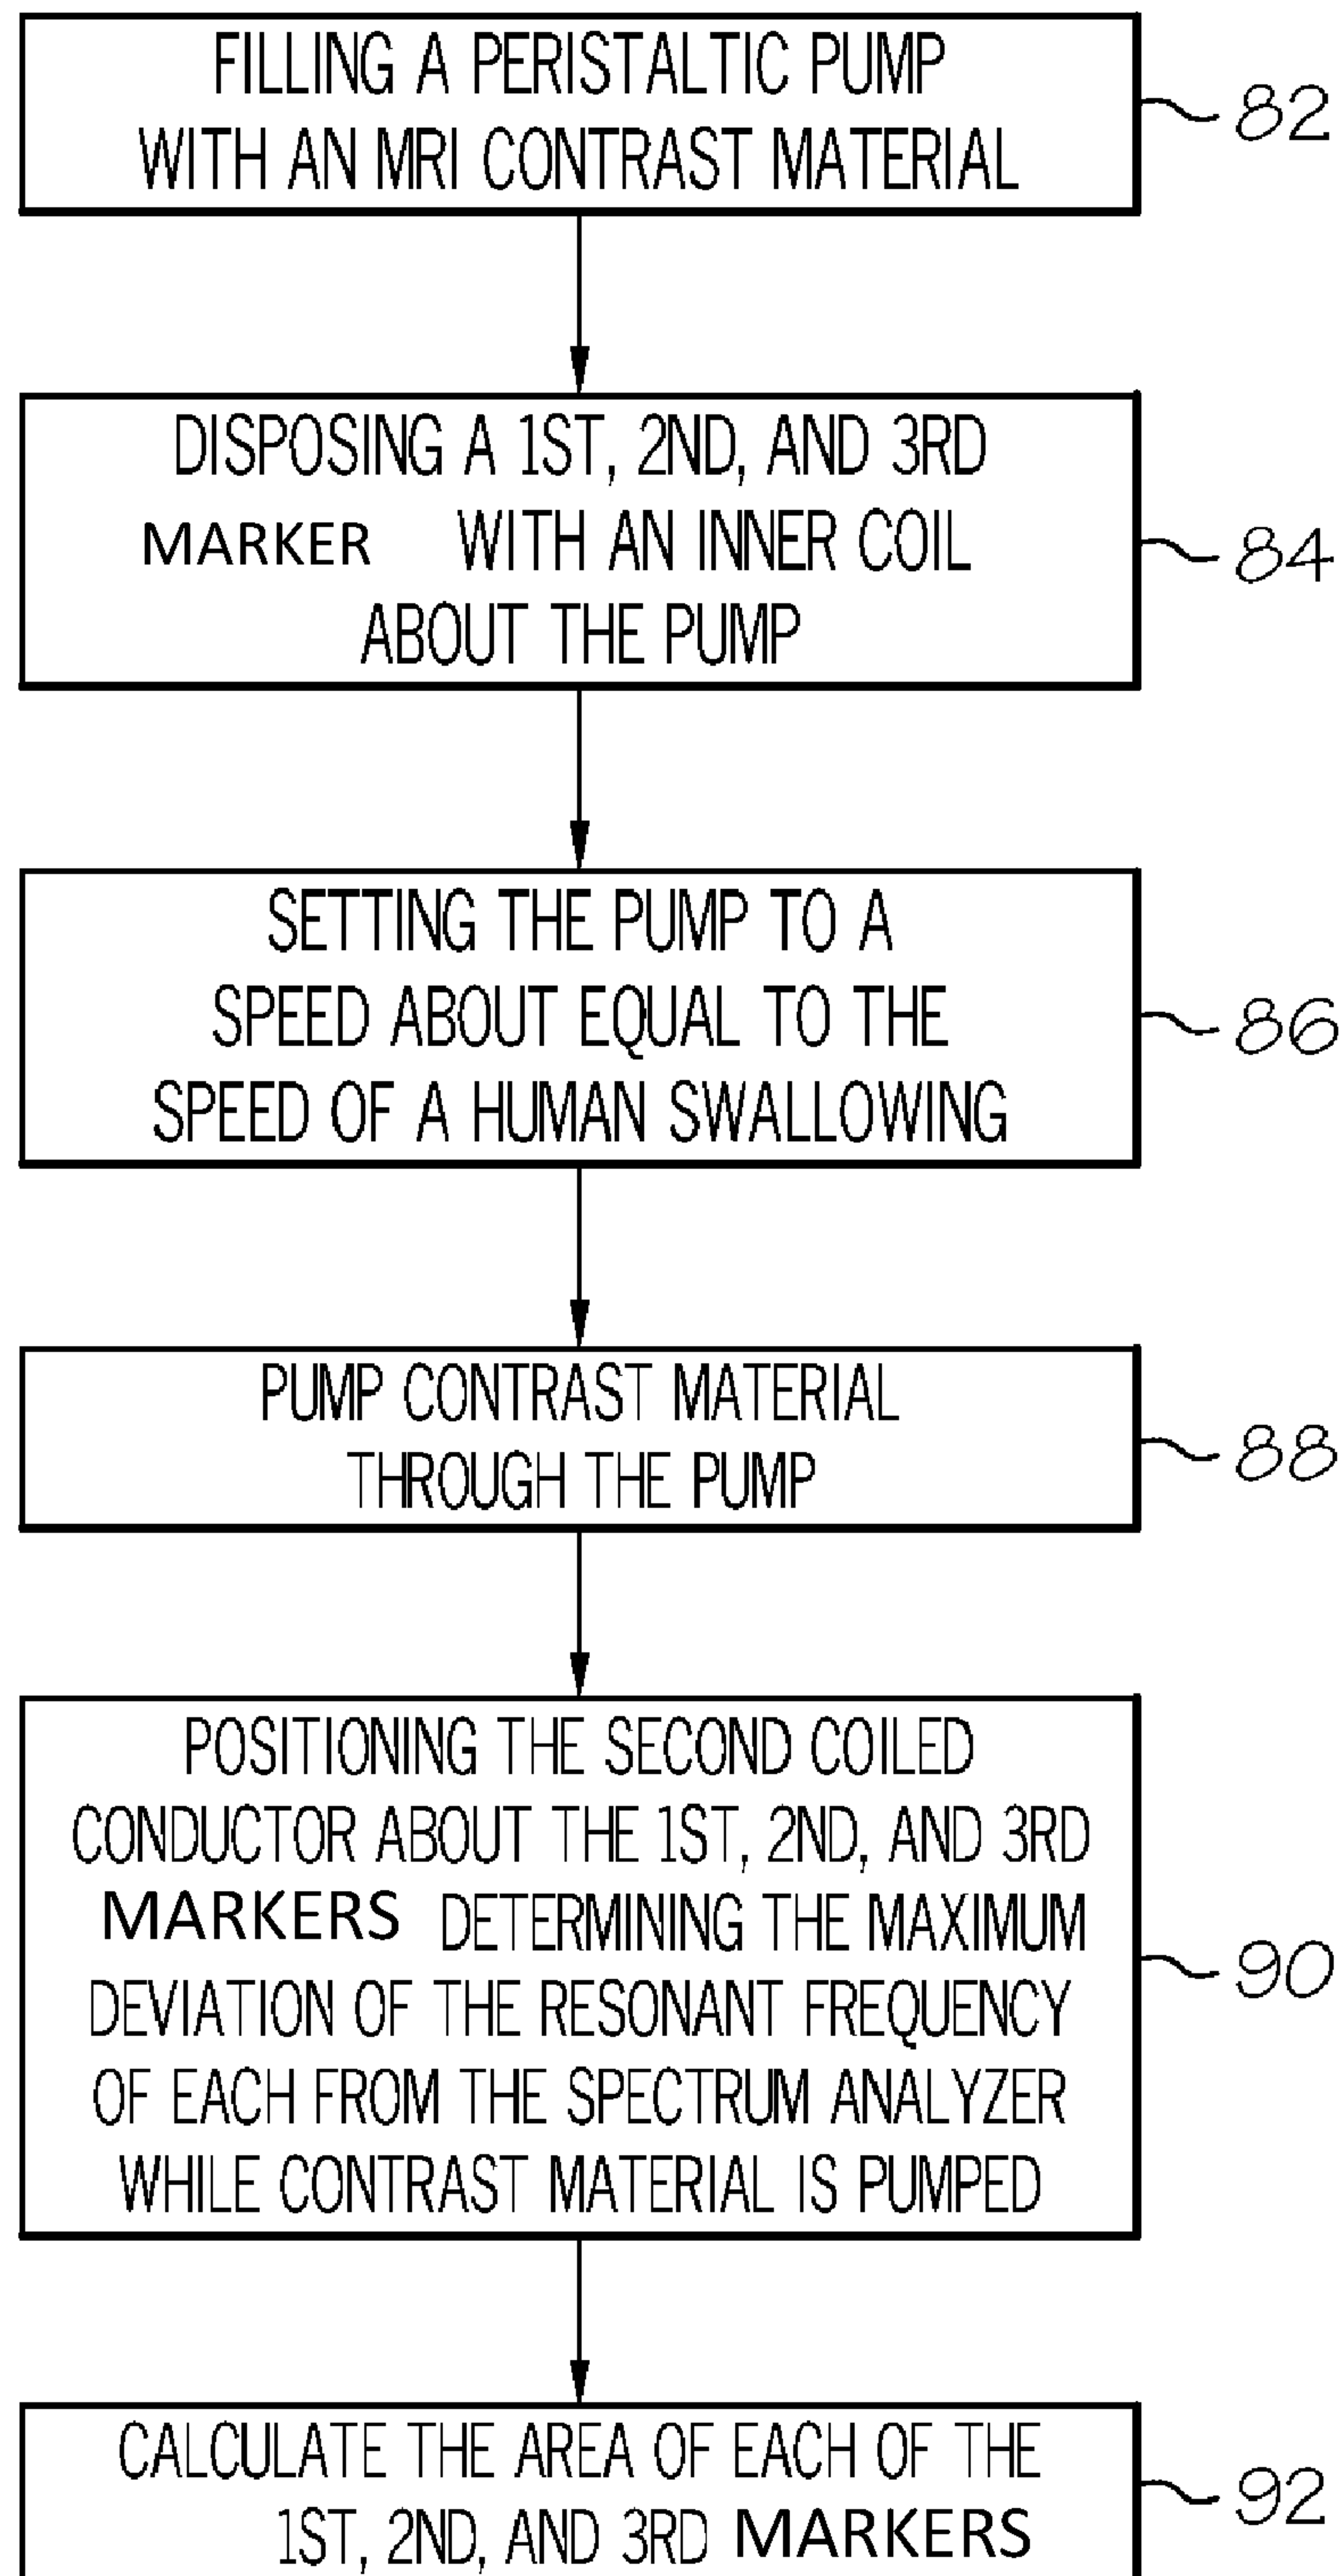 FILLING A PERISTALTIC PUMP
WITH AN MRI CONTRAST MATERIAL
82
DISPOSING A 1ST, 2ND, AND 3RD
MARKER WITH AN INNER COIL
ABOUT THE PUMP
84
SETTING THE PUMP TO A
SPEED ABOUT EQUAL TO THE
SPEED OF A HUMAN SWALLOWING
86
PUMP CONTRAST MATERIAL
THROUGH THE PUMP
88
POSITIONING THE SECOND COILED
CONDUCTOR ABOUT THE 1ST, 2ND, AND 3RD
MARKERS DETERMINING THE MAXIMUM
DEVIATION OF THE RESONANT FREQUENCY
OF EACH FROM THE SPECTRUM ANALYZER
WHILE CONTRAST MATERIAL IS PUMPED
90
CALCULATE THE AREA OF EACH OF THE
1ST, 2ND, AND 3RD MARKERS
92